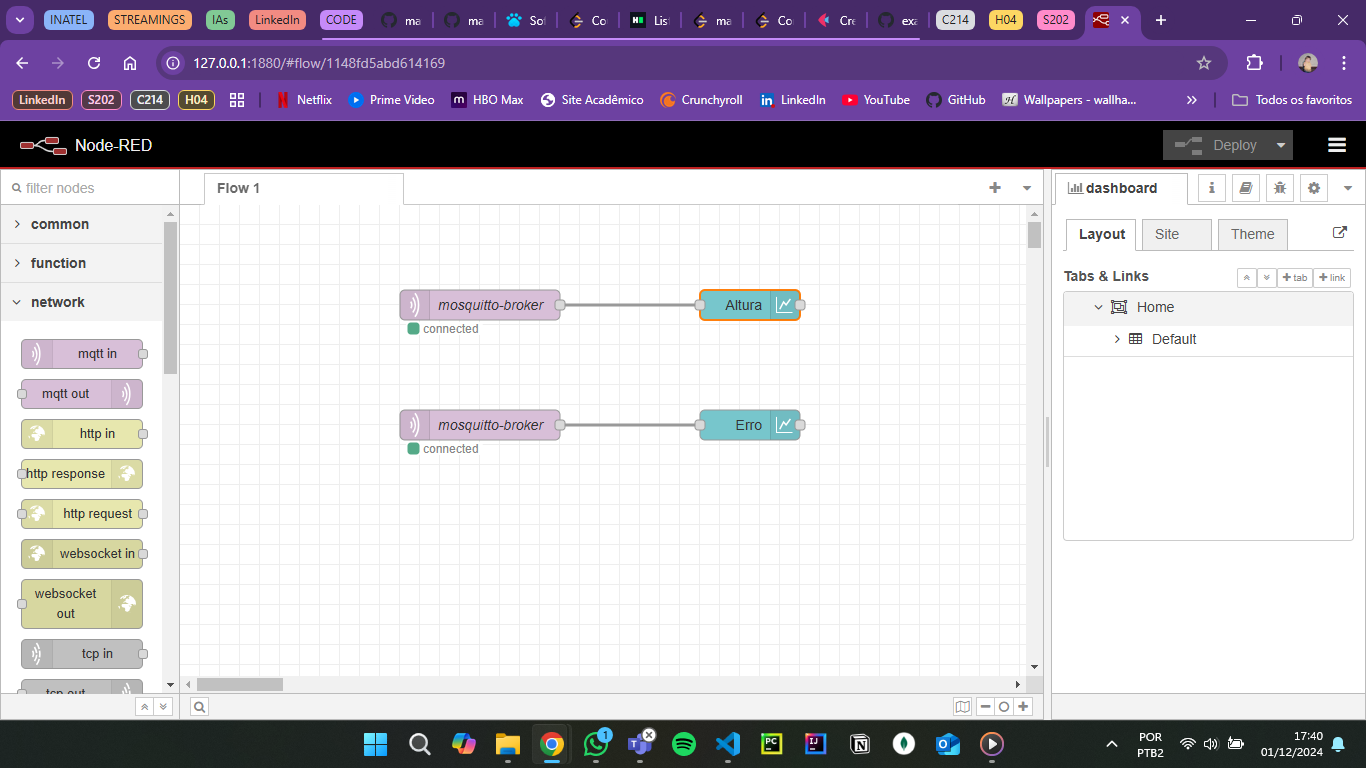 INATEL STREAMINGS IAs LinkedIn CODE ma ma Sof Co List ma Co Cre exa C214 H04 S202
127.0.0.1:1880/#flow/1148fd5abd614169
LinkedIn S202 C214 H04 Netflix Prime Video HBO Max Site Acadêmico Crunchyroll LinkedIn YouTube GitHub Wallpapers - wallha... Todos os favoritos
Node-RED Deploy
filter nodes Flow 1 dashboard
common
function
network
mqtt in
mqtt out
http in
http response
http request
websocket in
websocket
out
tcp in
tcp out
mosquitto-broker Altura
connected
mosquitto-broker Erro
connected
Layout Site Theme
Tabs & Links tab link
Home
Default
1
PC
IJ
POR
PTB2
17:40
01/12/2024